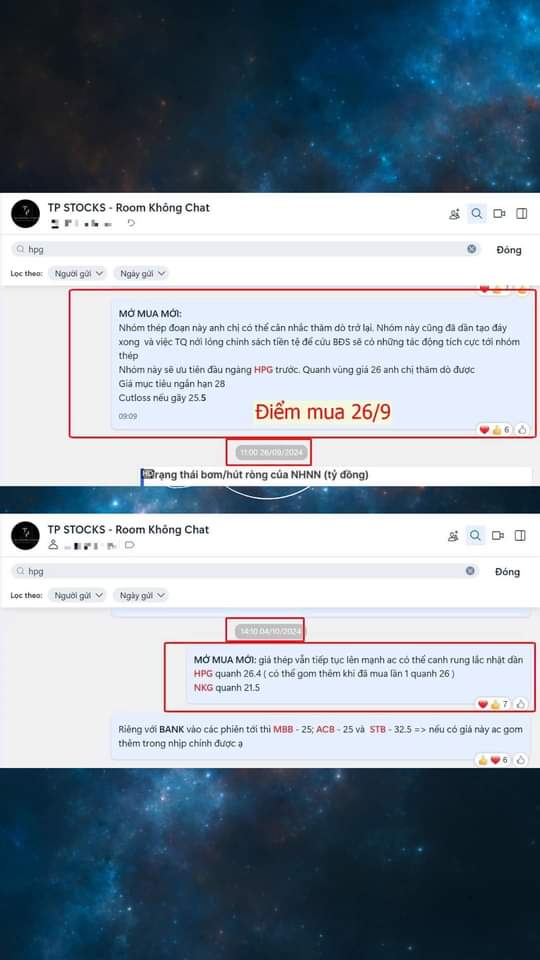 TP STOCKS - Room Không Chat
hpg
Đóng
Lọc theo: Người gửi Ngày gửi
7
MỞ MUA MỚI:
Nhóm thép đoạn này anh chị có thể cân nhắc thăm dò trở lại. Nhóm này cũng đã dần tạo đáy
xong và việc TQ nới lỏng chính sách tiền tệ để cứu BĐS sẽ có những tác động tích cực tới nhóm
thép
Nhóm này sẽ ưu tiên đầu ngàng HPG trước. Quanh vùng giá 26 anh chị thăm dò được
Giá mục tiêu ngắn hạn 28
Cutloss nếu gãy 25.5
09:09
Điểm mua 26/9
6
11:00 26/09/2024
rạng thái bơm/hút ròng của NHNN (tỷ đồng)
TP STOCKS - Room Không Chat
hpg
Đóng
Lọc theo: Người gửi Ngày gửi
14:10 04/10/2024
MỞ MUA MỚI: giá thép vẫn tiếp tục lên mạnh ac có thể canh rung lắc nhặt dần
HPG quanh 26.4 ( có thể gom thêm khi đã mua lần 1 quanh 26 )
NKG quanh 21.5
7
Riêng với BANK vào các phiên tới thì MBB - 25; ACB - 25 và STB - 32.5 => nếu có giá này ac gom
thêm trong nhịp chỉnh được ạ
6